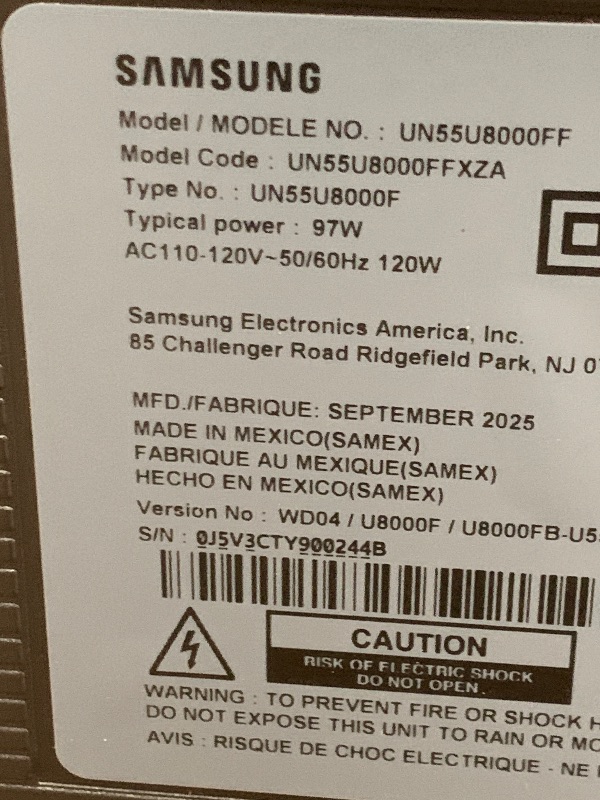 SAMSUNG
Model / MODELE NO. : UN55U8000FF
Model Code : UN55U8000FFXZA
Type No. : UN55U8000F
Typical power : 97W
AC110-120V~50/60Hz 120W
Samsung Electronics America, Inc.
85 Challenger Road Ridgefield Park, NJ
MFD./FABRIQUE: SEPTEMBER 2025
MADE IN MEXICO(SAMEX)
FABRIQUE AU MEXIQUE(SAMEX)
HECHO EN MEXICO(SAMEX)
Version No : WD04 / U8000F / U8000FB-U5
S/N : 0J5V3CTY900244B
CAUTION
RISK OF ELECTRIC SHOCK
DO NOT OPEN.
WARNING : TO PREVENT FIRE OR SHOCK
DO NOT EXPOSE THIS UNIT TO RAIN OR
AVIS : RISQUE DE CHOC ELECTRIQUE - NE